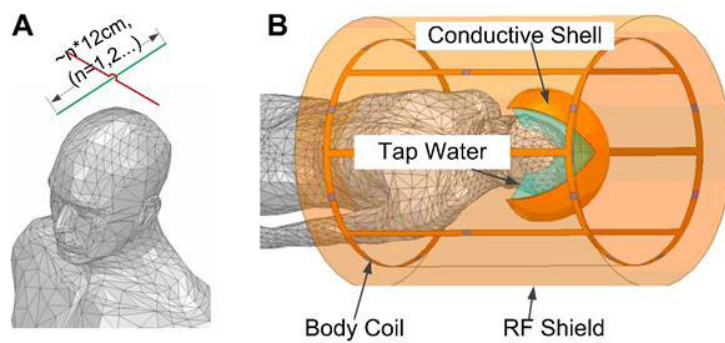 A
~n*12cm,
(n=1,2...)
B
Conductive Shell
Tap Water
Body Coil
RF Shield